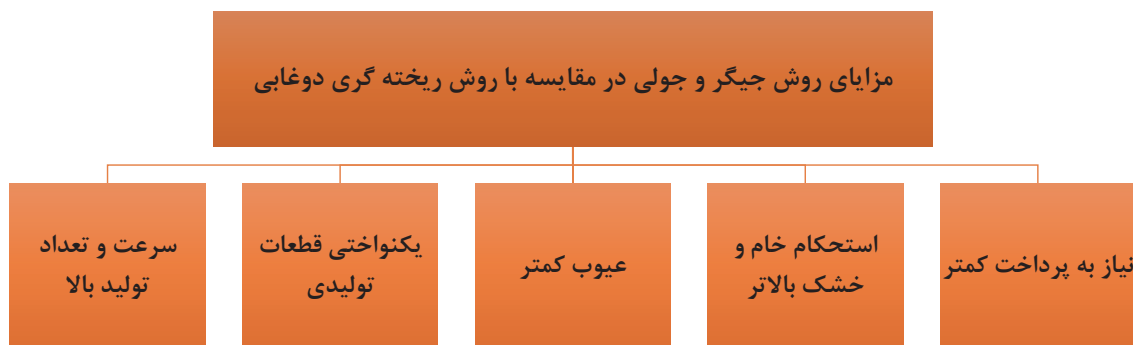 مزایای روش جیگر و جولی در مقایسه با روش ریخته گری دوغابی
نیاز به پرداخت کمتر
استحکام خام و
خشک بالاتر
عیوب کمتر
یکنواختی قطعات
تولیدی
سرعت و تعداد
تولید بالا